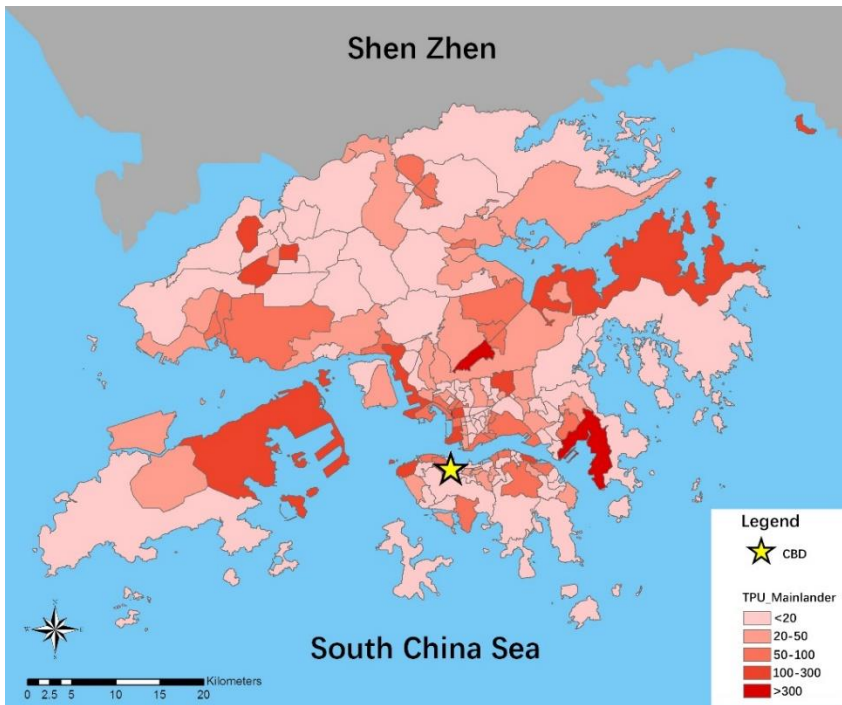 Shen Zhen
Legend
CBD
TPU_Mainlander
<20
20-50
50-100
100-300
>300
South China Sea
Kilometers
0 2.5 5 10 15 20